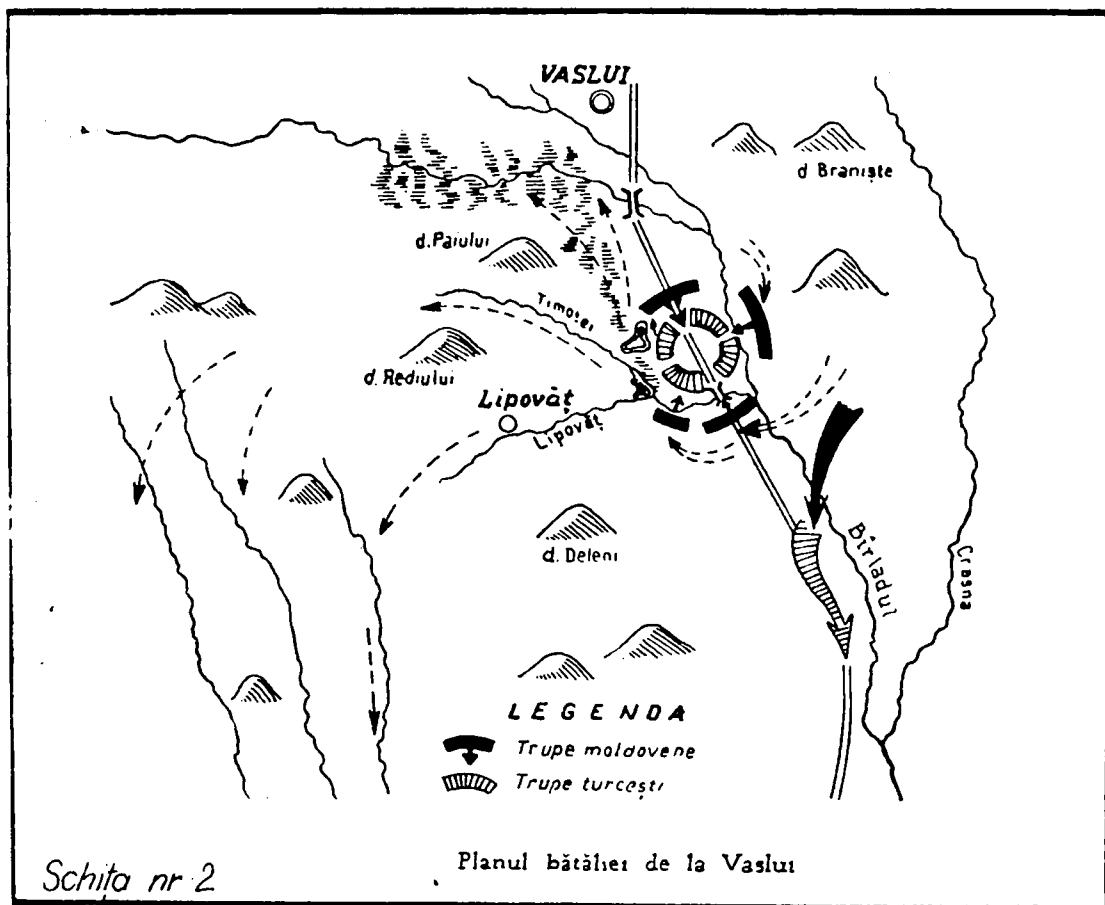 VASLUI
d Braniște
d. Paiului
Timoței
d. Rediului
Lipovăț
Lipovăț
d. Deleni
Bîrladul
Crasna
LEGENDA
Trupe moldovene
Trupe turcești
Planul bătăliei de la Vaslui
Schița nr 2